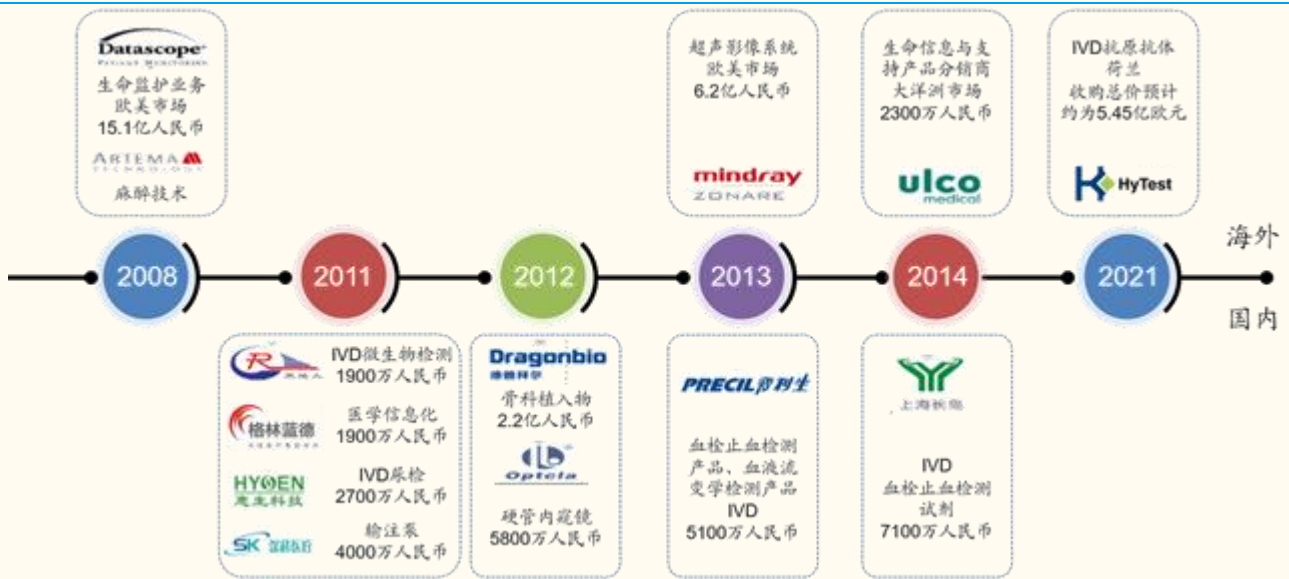 Datascope
PATIENT MONITORING
生命监护业务
欧美市场
15.1亿人民币
ARTEMA
TECHNOLOGY
麻醉技术
超声影像系统
欧美市场
6.2亿人民币
mindray
ZONARE
生命信息与支
持产品分销商
大洋洲市场
2300万人民币
ulco
medical
IVD抗原抗体
荷兰
收购总价预计
约为5.45亿欧元
HyTest
海外
2008
2011
2012
2013
2014
2021
国内
IVD微生物检测
1900万人民币
格林蓝德
医学信息化
1900万人民币
HYGEN
惠生科技
IVD尿检
2700万人民币
SK 深科医疗
输注泵
4000万人民币
Dragonbio
德骼拜尔
骨科植入物
2.2亿人民币
Optcla
硬管内窥镜
5800万人民币
PRECIL 普利生
血栓止血检测
产品、血液流
变学检测产品
IVD
5100万人民币
上海长岛
IVD
血栓止血检测
试剂
7100万人民币